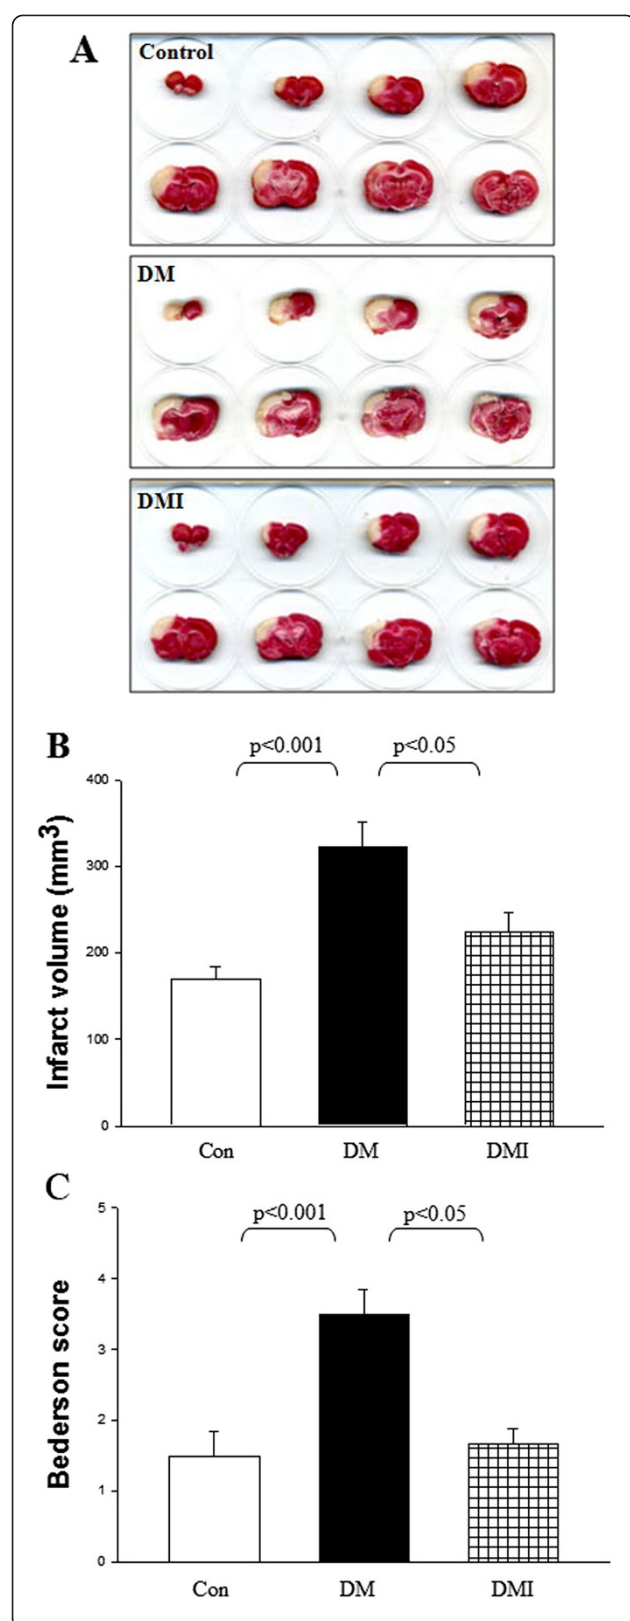 A
Control
DM
DMI
B
p<0.001 p<0.05
Infarct volume (mm³)
400
300
200
100
0
Con DM DMI
C
p<0.001 p<0.05
Bederson score
5
4
3
2
1
0
Con DM DMI